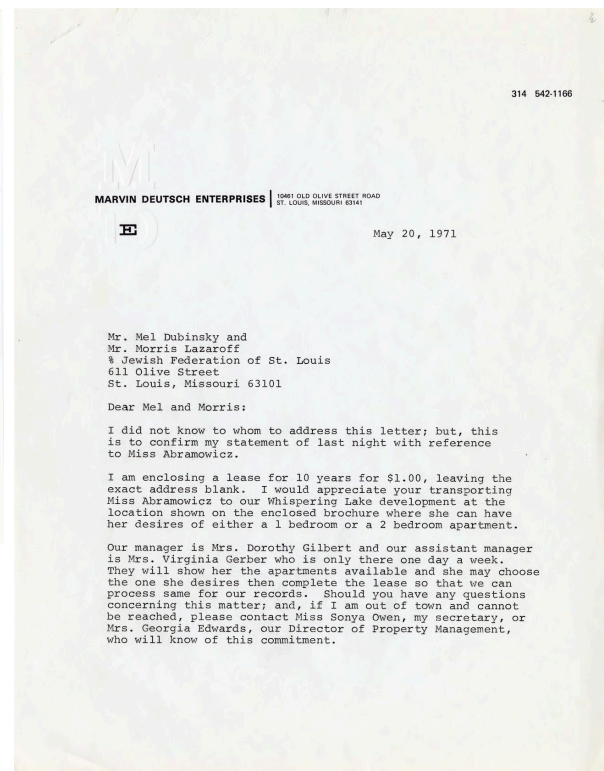 314 542-1166
MARVIN DEUTSCH ENTERPRISES
10461 OLD OLIVE STREET ROAD
ST. LOUIS, MISSOURI 63141
M
D
E
May 20, 1971
Mr. Mel Dubinsky and
Mr. Morris Lazaroff
% Jewish Federation of St. Louis
611 Olive Street
St. Louis, Missouri 63101
Dear Mel and Morris:
I did not know to whom to address this letter; but, this
is to confirm my statement of last night with reference
to Miss Abramowicz.
I am enclosing a lease for 10 years for $1.00, leaving the
exact address blank. I would appreciate your transporting
Miss Abramowicz to our Whispering Lake development at the
location shown on the enclosed brochure where she can have
her desires of either a 1 bedroom or a 2 bedroom apartment.
Our manager is Mrs. Dorothy Gilbert and our assistant manager
is Mrs. Virginia Gerber who is only there one day a week.
They will show her the apartments available and she may choose
the one she desires then complete the lease so that we can
process same for our records. Should you have any questions
concerning this matter; and, if I am out of town and cannot
be reached, please contact Miss Sonya Owen, my secretary, or
Mrs. Georgia Edwards, our Director of Property Management,
who will know of this commitment.